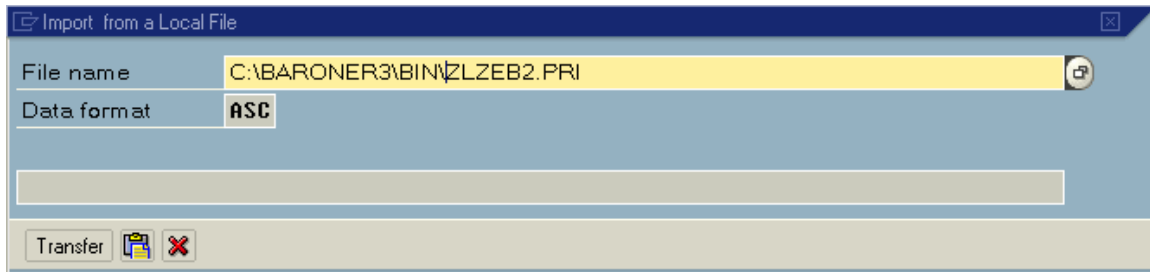 Import from a Local File
File name C:\BARONER3\BIN\ZLZEB2.PRI
Data format ASC
Transfer